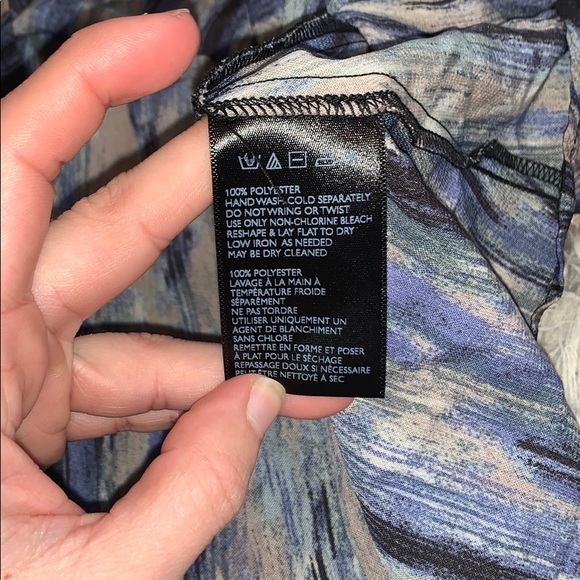 100% POLYESTER
HAND WASH COLD SEPARATELY
DO NOT WRING OR TWIST
USE ONLY NON-CHLORINE BLEACH
RESHAPE & LAY FLAT TO DRY
LOW IRON AS NEEDED
MAY BE DRY CLEANED
100% POLYESTER
LAVAGE À LA MAIN À
TEMPÉRATURE FROIDE
SÉPARÉMENT
NE PAS TORDRE
UTILISER UNIQUEMENT UN
AGENT DE BLANCHIMENT
SANS CHLORE
REMETTRE EN FORME ET POSER
À PLAT POUR LE SÉCHAGE
REPASSAGE DOUX SI NÉCESSAIRE
PEUT ÊTRE NETTOYÉ À SEC